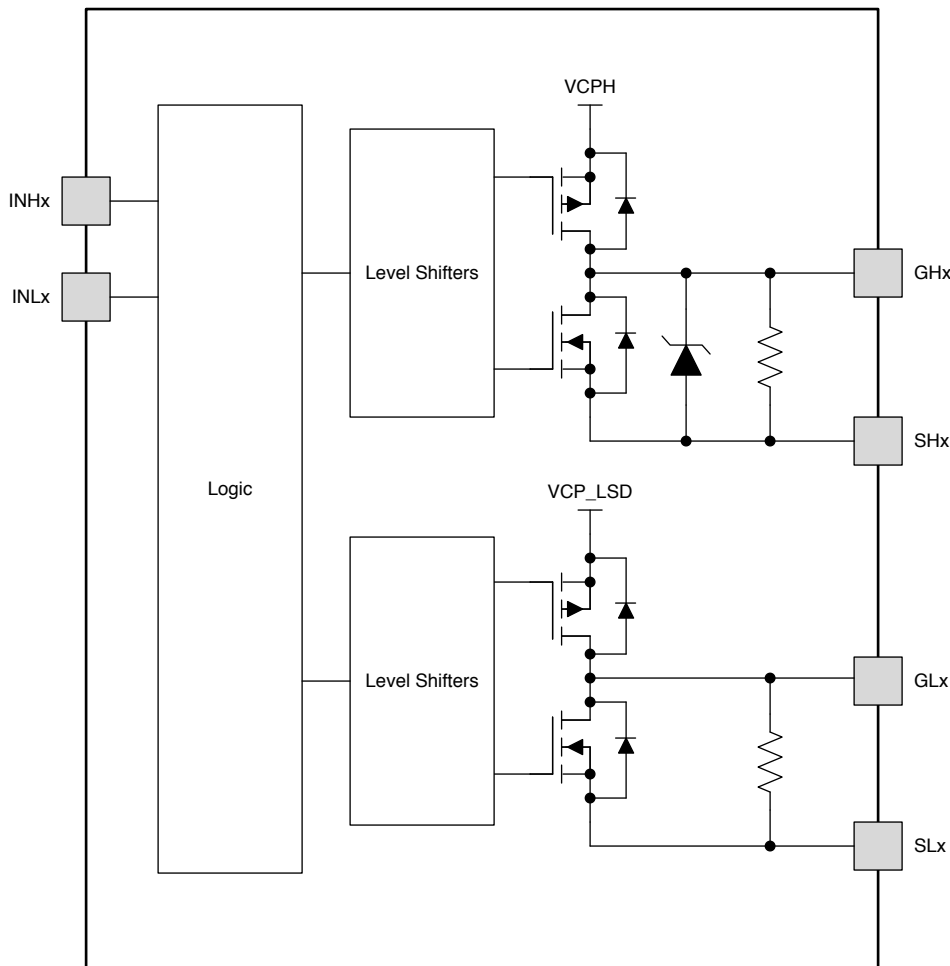 VCPH
INHx
Level Shifters
GHx
INLx
SHx
Logic
VCP_LSD
Level Shifters
GLx
SLx